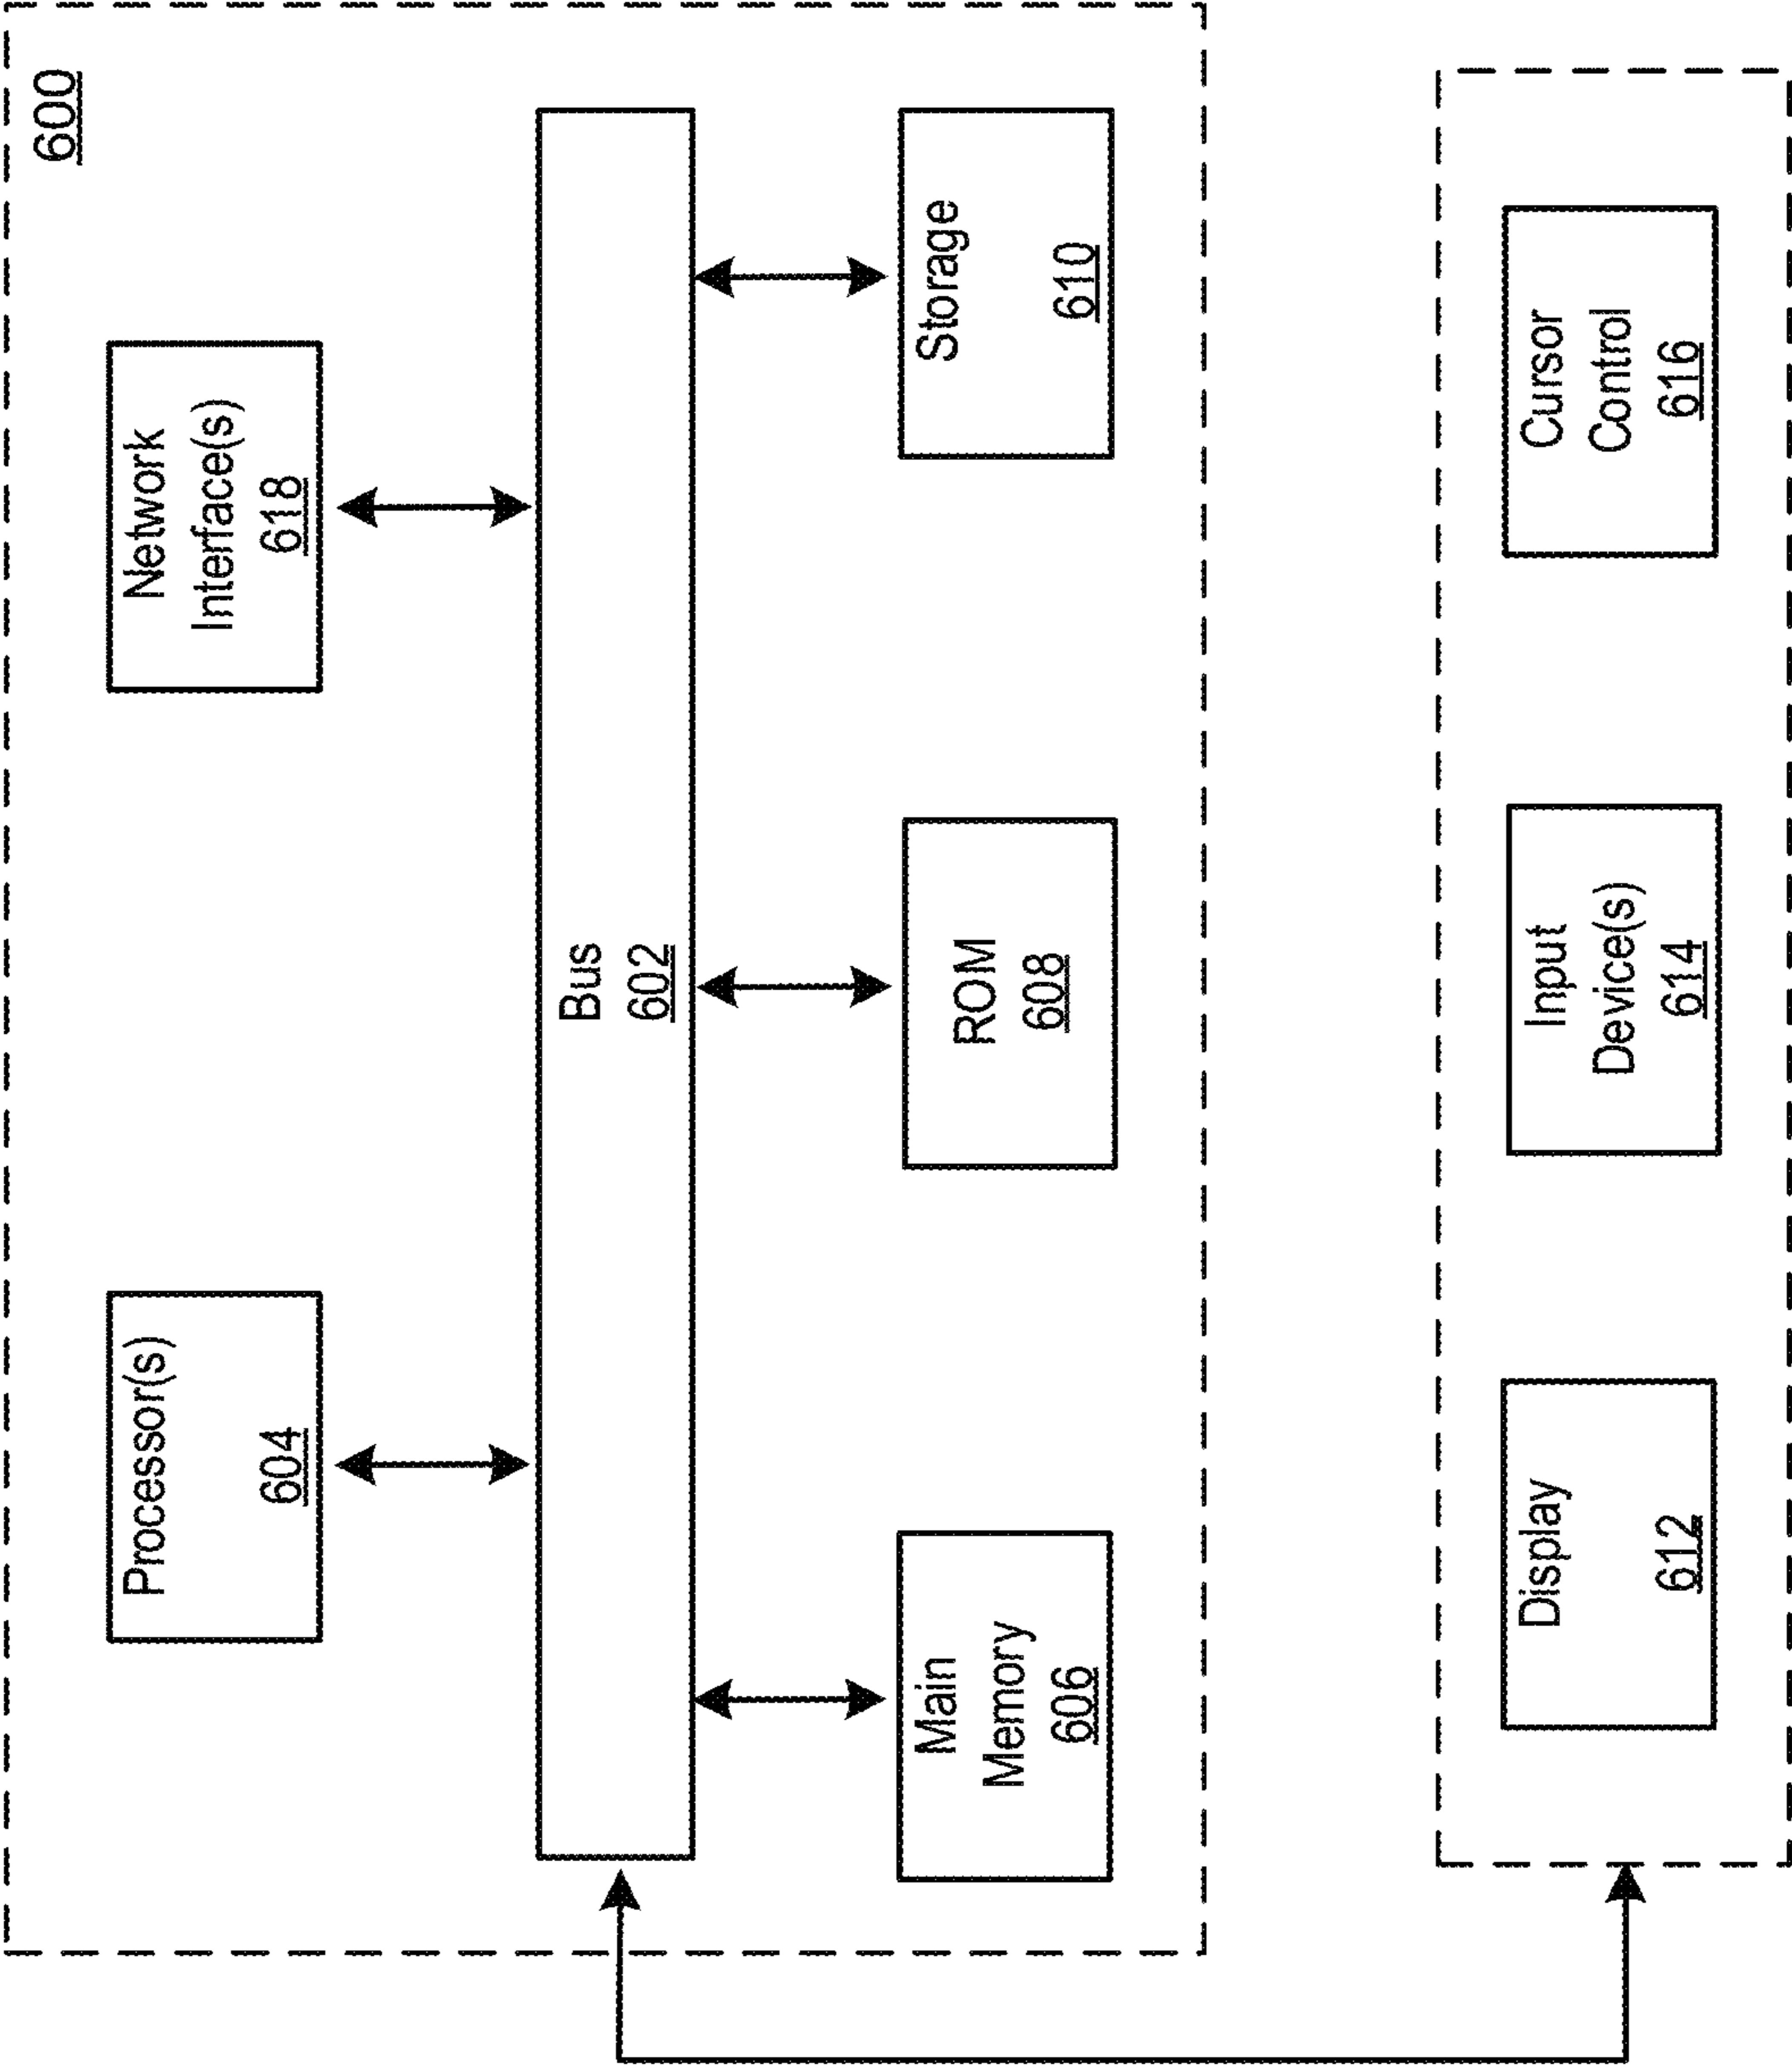 600
Processor(s)
604
Network
Interface(s)
618
Bus
602
Main
Memory
606
ROM
608
Storage
610
Display
612
Input
Device(s)
614
Cursor
Control
616